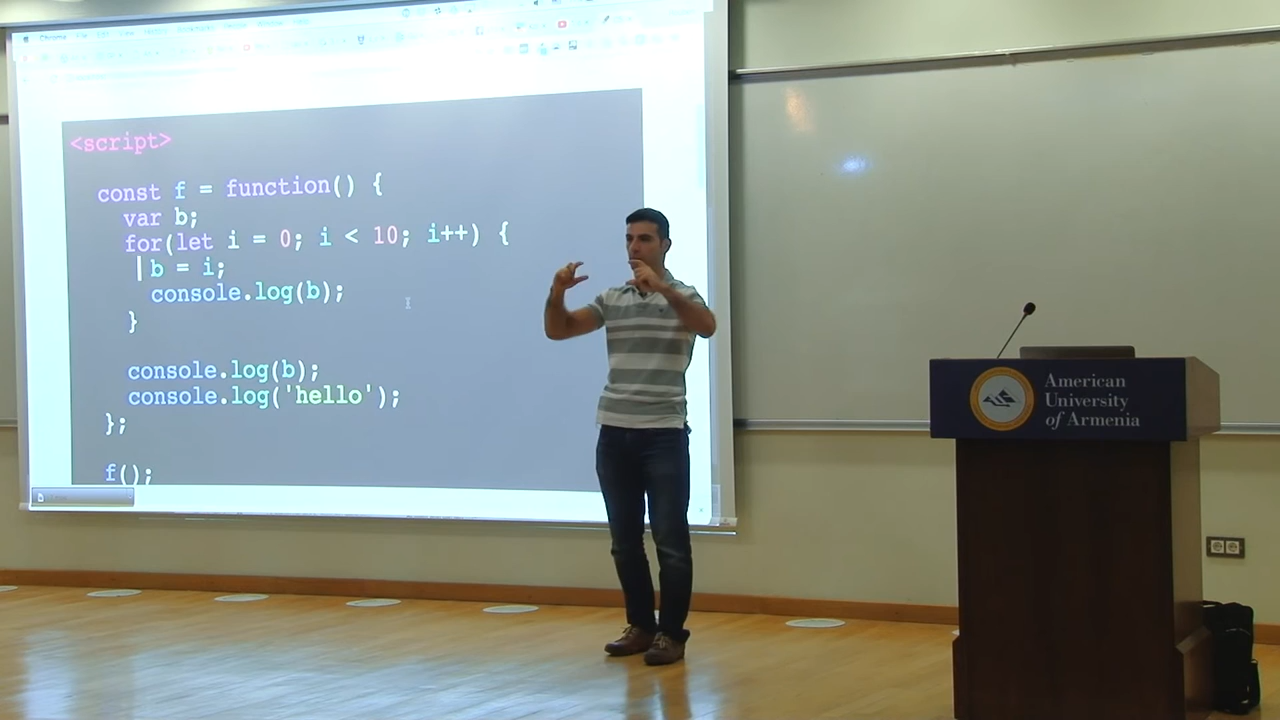 Chrome
<script>
const f = function() {
var b;
for(let i = 0; i < 10; i++) {
b = i;
console.log(b);
}
console.log(b);
console.log('hello');
};
f();
American
University
of Armenia